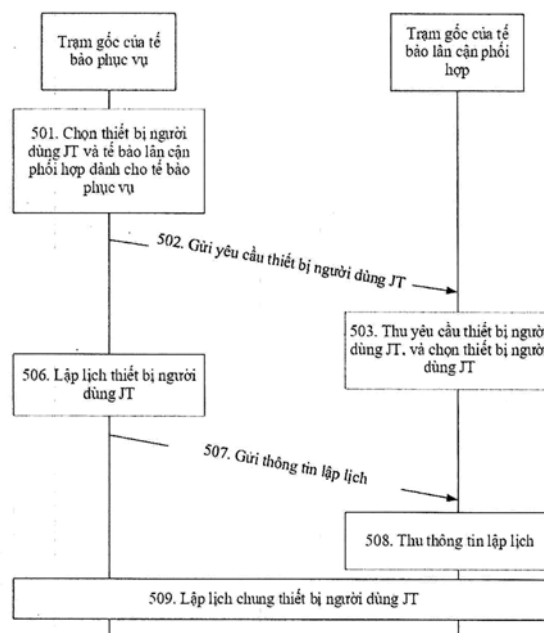 Trạm gốc của tế
bào phục vụ
Trạm gốc của tế
bào lân cận phối
hợp
501. Chọn thiết bị người
dùng JT và tế bào lân cận
phối hợp dành cho tế bào
phục vụ
502. Gửi yêu cầu thiết bị người dùng JT
503. Thu yêu cầu thiết bị người
dùng JT, và chọn thiết bị người
dùng JT
506. Lập lịch thiết bị người
dùng JT
507. Gửi thông tin lập lịch
508. Thu thông tin lập lịch
509. Lập lịch chung thiết bị người dùng JT